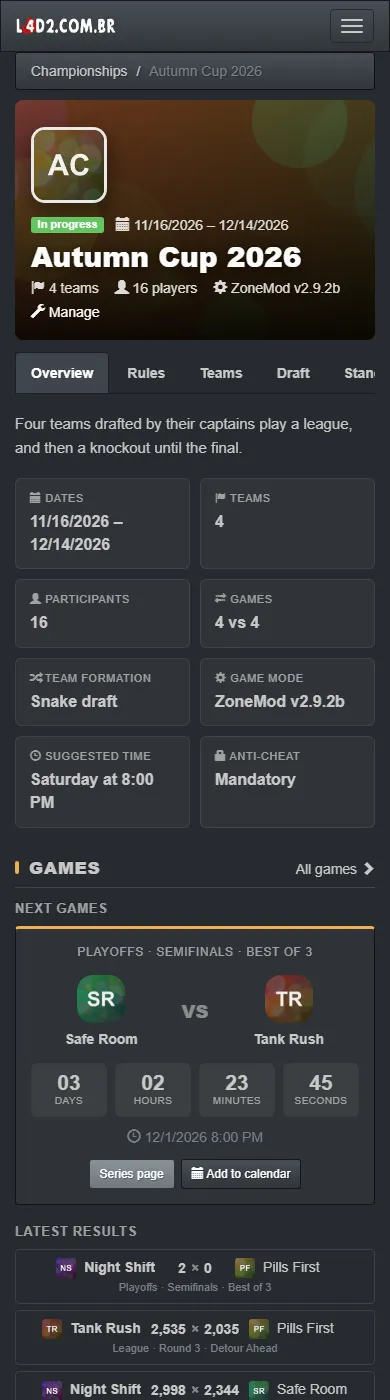 L4D2.COM.BR
Championships / Autumn Cup 2026
AC
In progress 11/16/2026 – 12/14/2026
Autumn Cup 2026
4 teams 16 players ZoneMod v2.9.2b
Manage
Overview Rules Teams Draft Stan
Four teams drafted by their captains play a league,
and then a knockout until the final.
DATES
11/16/2026 –
12/14/2026
TEAMS
4
PARTICIPANTS
16
GAMES
4 vs 4
TEAM FORMATION
Snake draft
GAME MODE
ZoneMod v2.9.2b
SUGGESTED TIME
Saturday at 8:00
PM
ANTI-CHEAT
Mandatory
GAMES All games
NEXT GAMES
PLAYOFFS · SEMIFINALS · BEST OF 3
SR VS TR
Safe Room Tank Rush
03 02 23 45
DAYS HOURS MINUTES SECONDS
12/1/2026 8:00 PM
Series page Add to calendar
LATEST RESULTS
NS Night Shift 2 × 0 PF Pills First
Playoffs · Semifinals · Best of 3
TR Tank Rush 2,535 × 2,035 PF Pills First
League · Round 3 · Detour Ahead
NS Night Shift 2,998 × 2,344 SR Safe Room